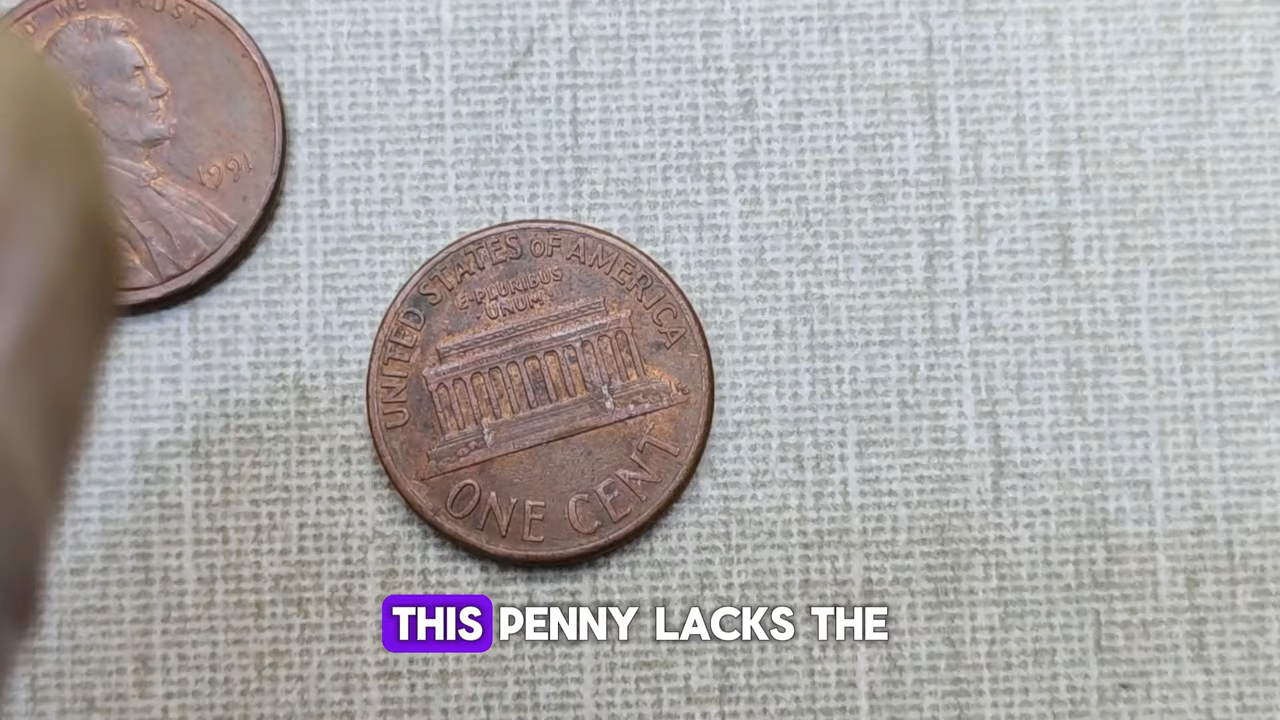 WE TRUST
1991
UNITED STATES OF AMERICA
E·PLURIBUS
UNUM
ONE CENT
THIS PENNY LACKS THE